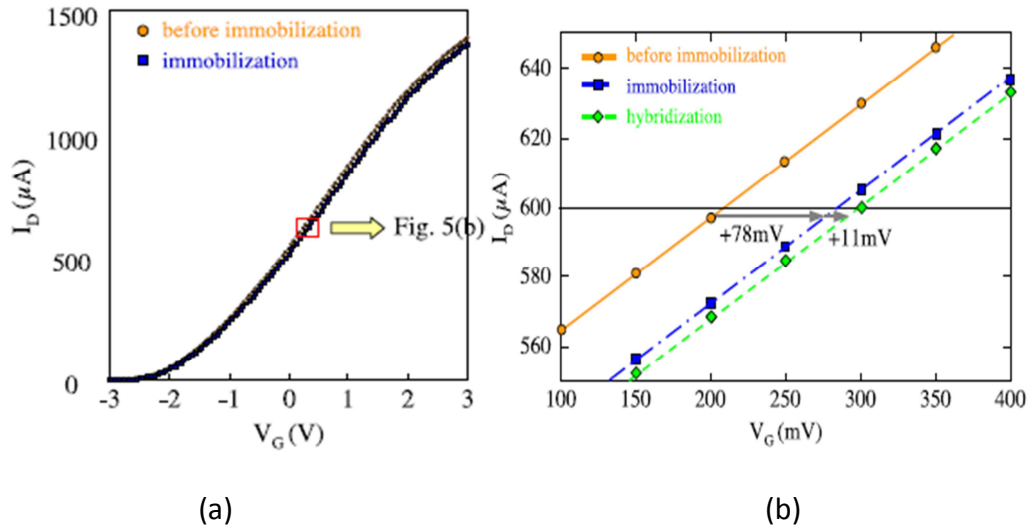 1500
before immobilization
immobilization
1000
I_D (μA)
Fig. 5(b)
500
0
-3
-2
-1
0
1
2
3
V_G (V)
(a)
before immobilization
immobilization
hybridization
640
620
600
580
560
I_D (μA)
+78mV
+11mV
100
150
200
250
300
350
400
V_G (mV)
(b)